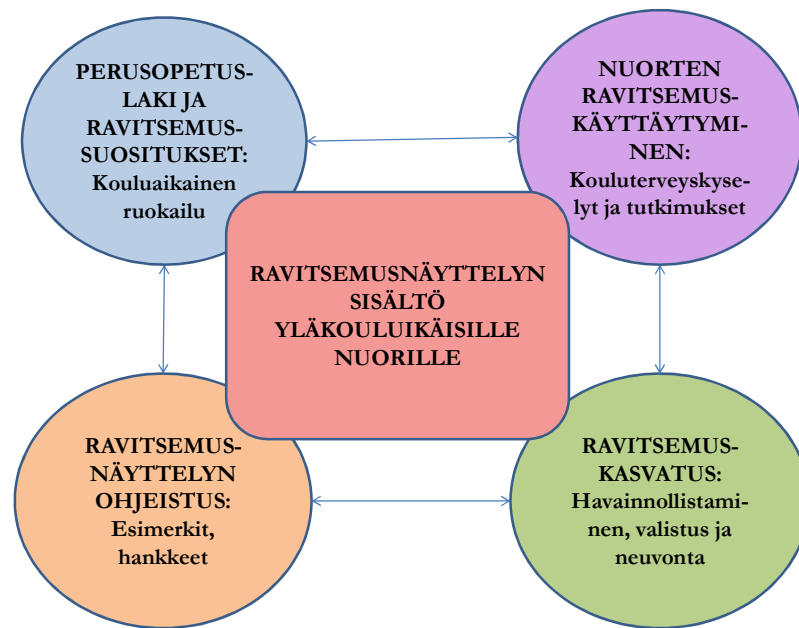 PERUSOPETUS-
LAKI JA
RAVITSEMUS-
SUOSITUKSET:
Kouluaikainen
ruokailu
NUORTEN
RAVITSEMUS-
KÄYTTÄYTYMI-
NEN:
Kouluterveyskyse-
lyt ja tutkimukset
RAVITSEMUSNÄYTTELYN
SISÄLTÖ
YLÄKOULUIKÄISILLE
NUORILLE
RAVITSEMUS-
NÄYTTELYN
OHJEISTUS:
Esimerkit,
hankkeet
RAVITSEMUS-
KASVATUS:
Havainnollistami-
nen, valistus ja
neuvonta